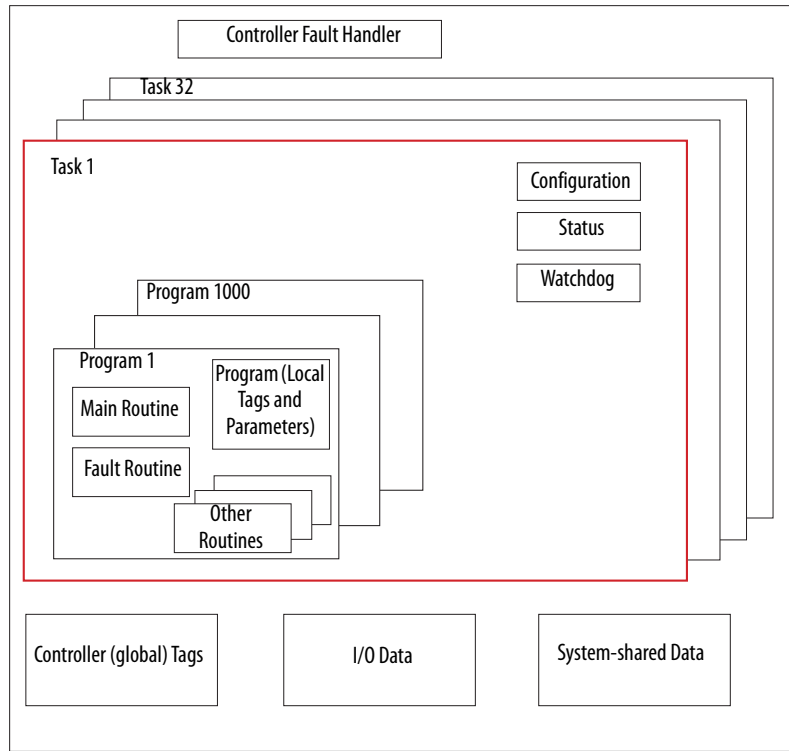 Controller Fault Handler
Task 32
Task 1
Configuration
Status
Watchdog
Program 1000
Program 1
Program (Local
Tags and
Parameters)
Main Routine
Fault Routine
Other
Routines
Controller (global) Tags
I/O Data
System-shared Data